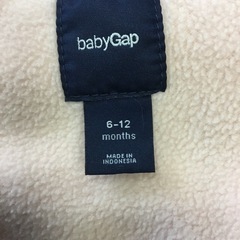 babyGap
6-12
months
MADE IN
INDONESIA